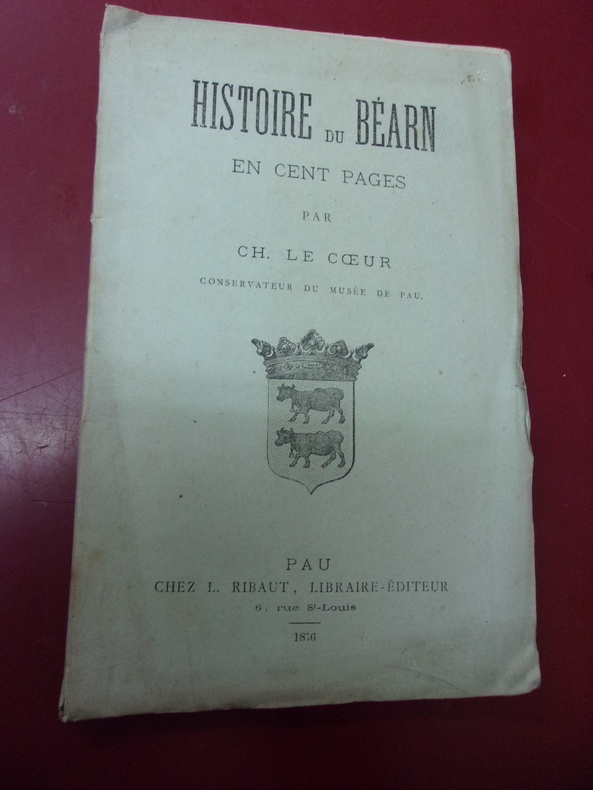 HISTOIRE DU BÉARN
EN CENT PAGES
PAR
CH. LE CŒUR
CONSERVATEUR DU MUSÉE DE PAU.
PAU
CHEZ L. RIBAUT, LIBRAIRE-ÉDITEUR
6, rue St-Louis
1876